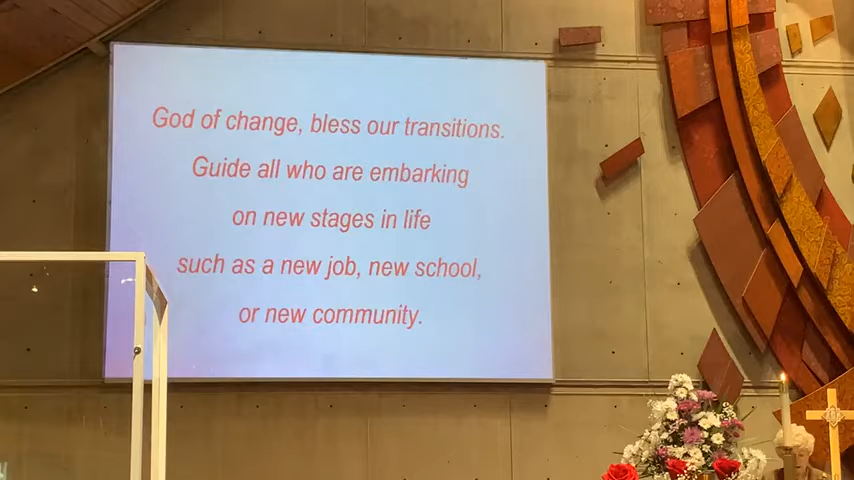 God of change, bless our transitions.
Guide all who are embarking
on new stages in life
such as a new job, new school,
or new community.